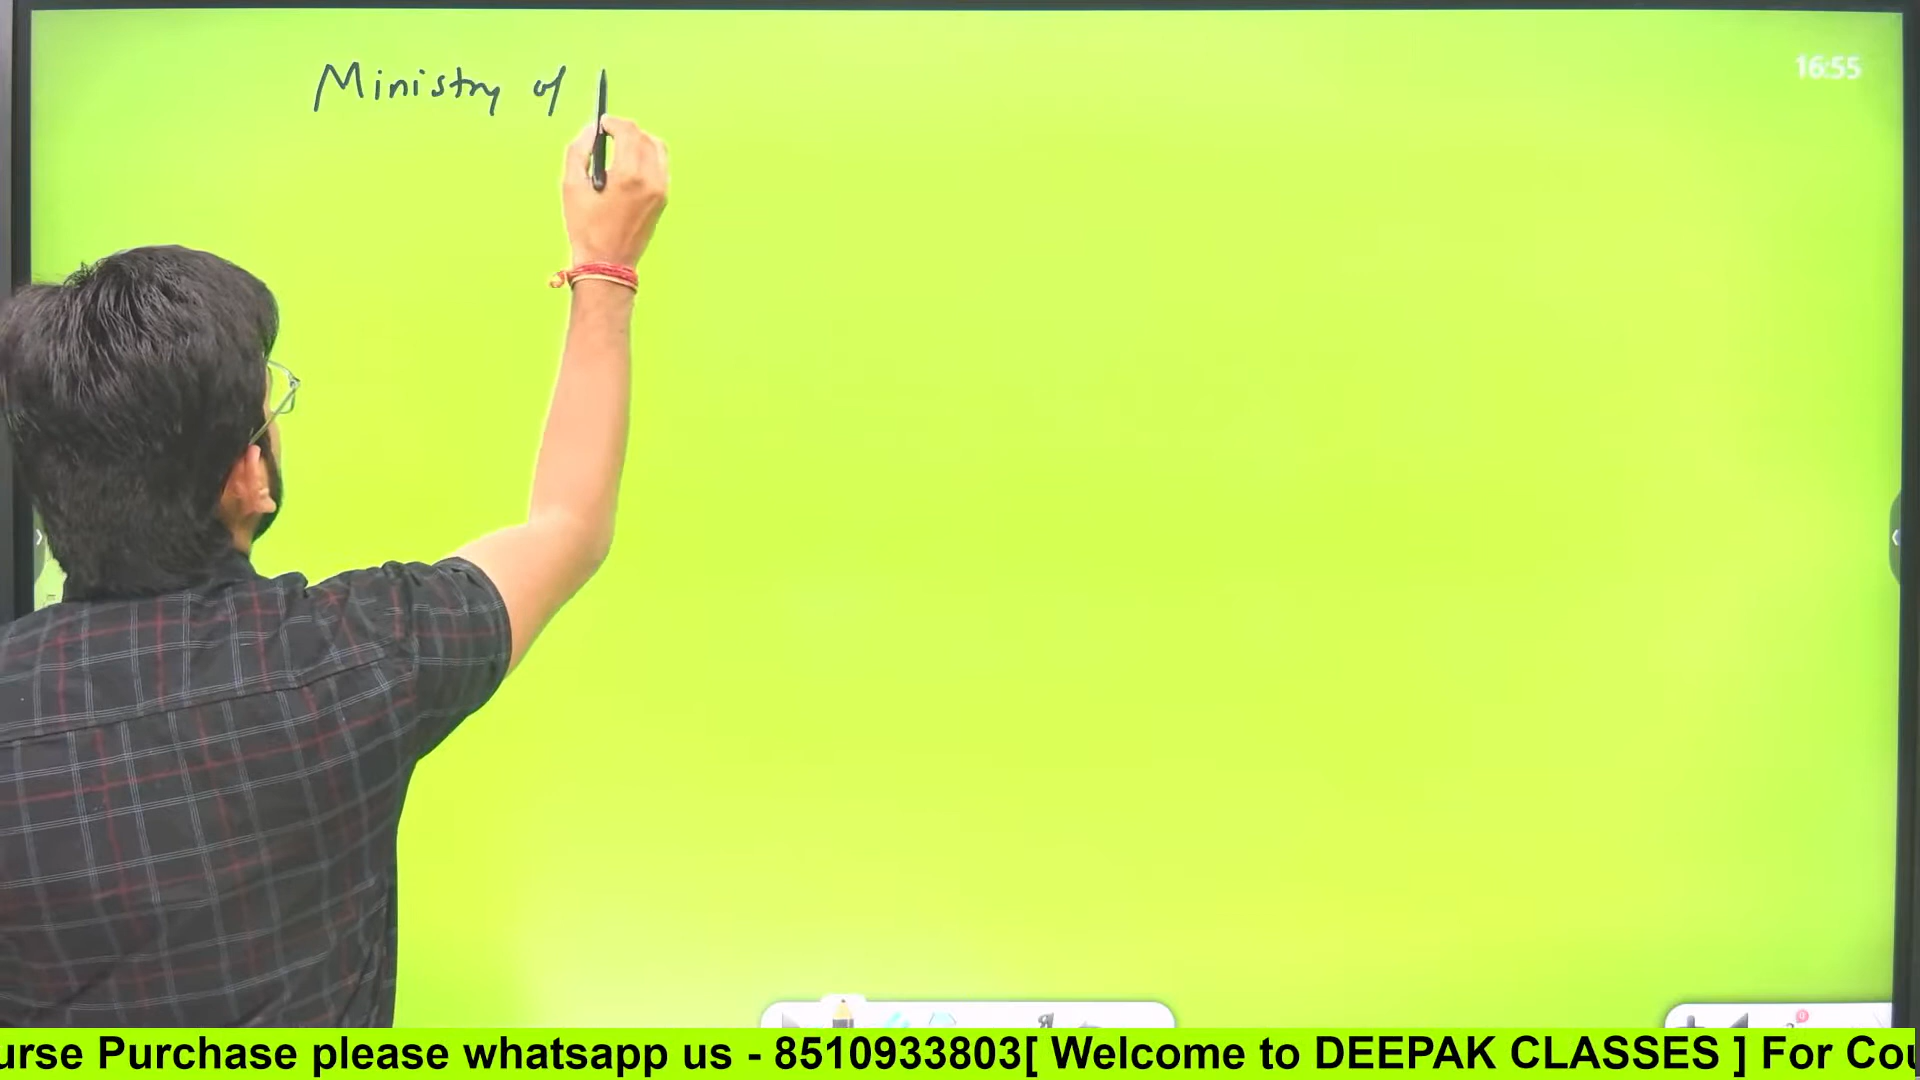 Ministry of
16:55
urse Purchase please whatsapp us - 8510933803[ Welcome to DEEPAK CLASSES ] For Cou